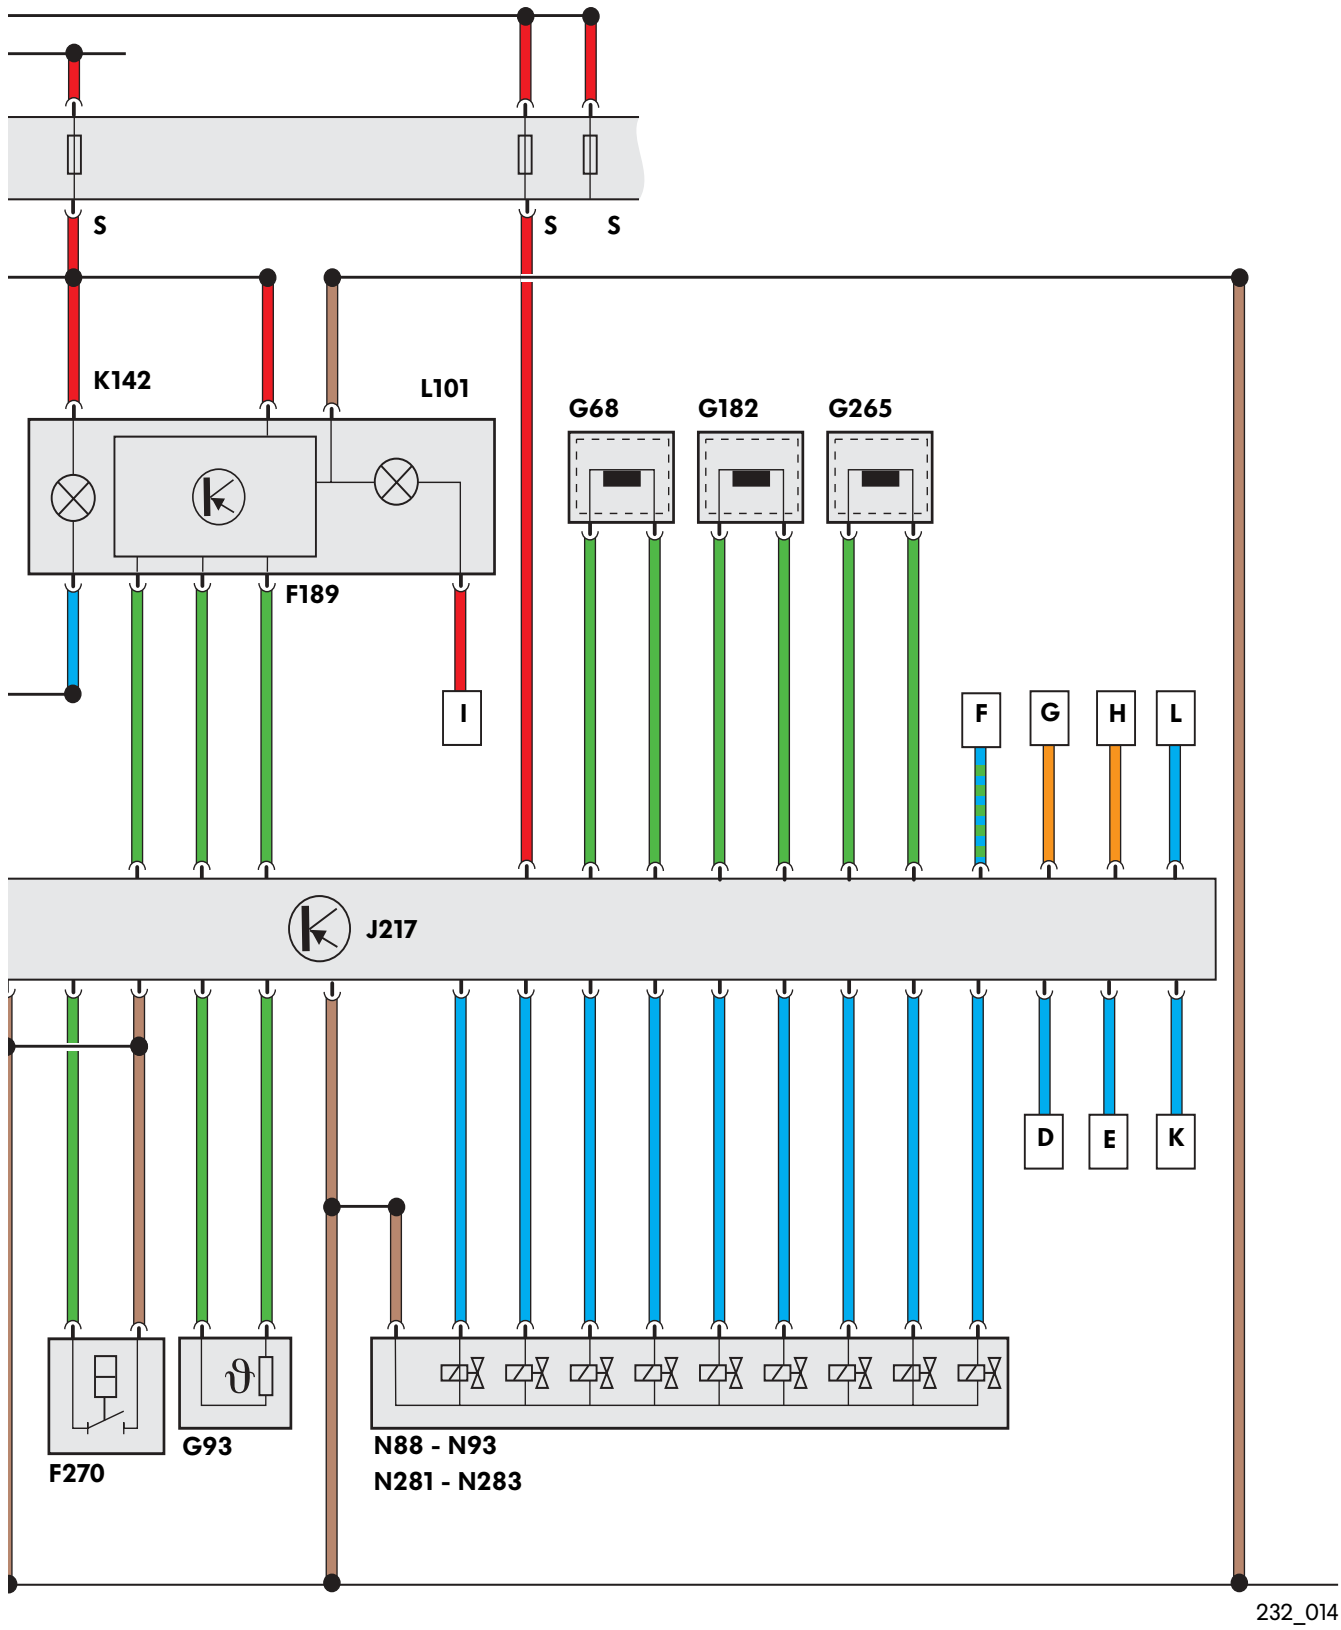 S S S
K142
L101
G68 G182 G265
F189
I
F G H L
J217
D E K
ϑ
F270
G93
N88 - N93
N281 - N283
232_014